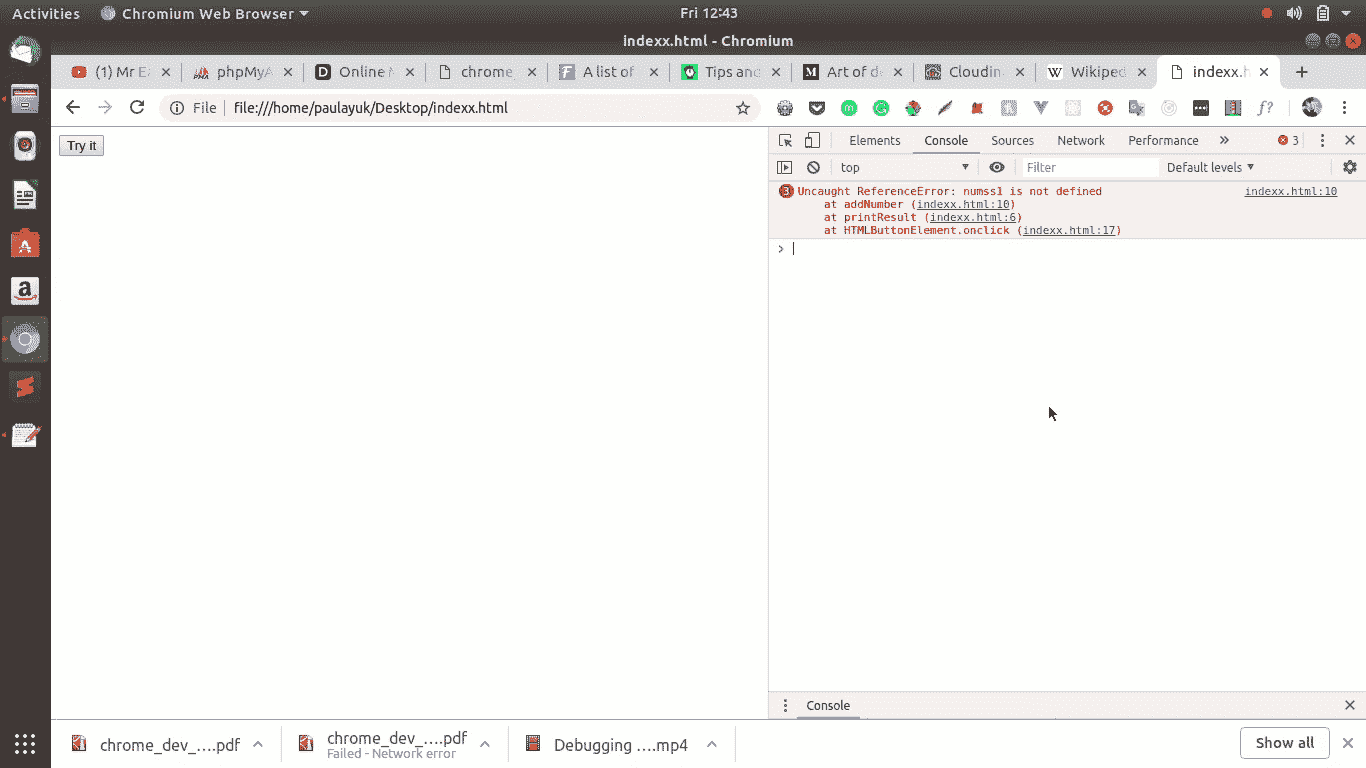 Activities Chromium Web Browser Fri 12:43
indexx.html - Chromium
(1) Mr E phpMyA Online chrome A list of Tips and Art of d Cloudin Wikiped indexx.h
File file:///home/paulayuk/Desktop/indexx.html
Try it
Elements Console Sources Network Performance » 3
top Filter Default levels
3 Uncaught ReferenceError: numss1 is not defined indexx.html:10
at addNumber (indexx.html:10)
at printResult (indexx.html:6)
at HTMLButtonElement.onclick (indexx.html:17)
>
Console
chrome_dev_....pdf
chrome_dev_....pdf
Failed - Network error
Debugging ....mp4
Show all